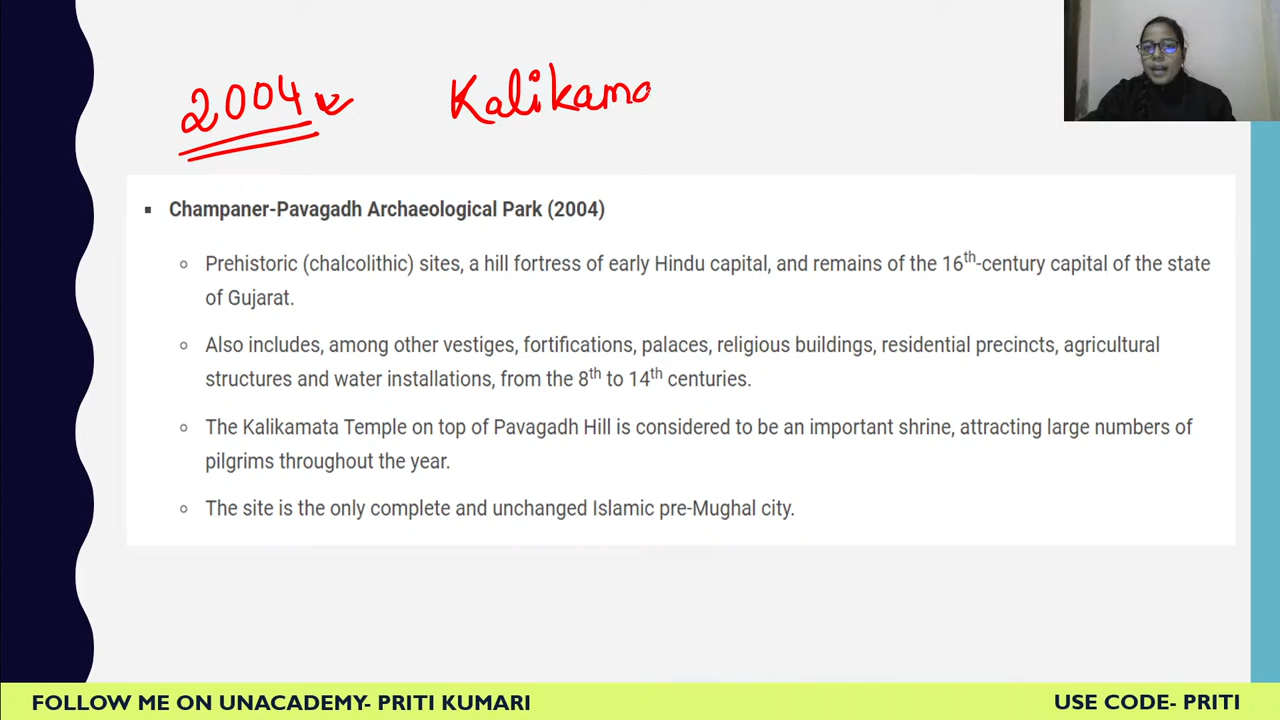 2004 Kalikama
▪ Champaner-Pavagadh Archaeological Park (2004)
○ Prehistoric (chalcolithic) sites, a hill fortress of early Hindu capital, and remains of the 16th-century capital of the state
of Gujarat.
○ Also includes, among other vestiges, fortifications, palaces, religious buildings, residential precincts, agricultural
structures and water installations, from the 8th to 14th centuries.
○ The Kalikamata Temple on top of Pavagadh Hill is considered to be an important shrine, attracting large numbers of
pilgrims throughout the year.
○ The site is the only complete and unchanged Islamic pre-Mughal city.
FOLLOW ME ON UNACADEMY- PRITI KUMARI USE CODE- PRITI